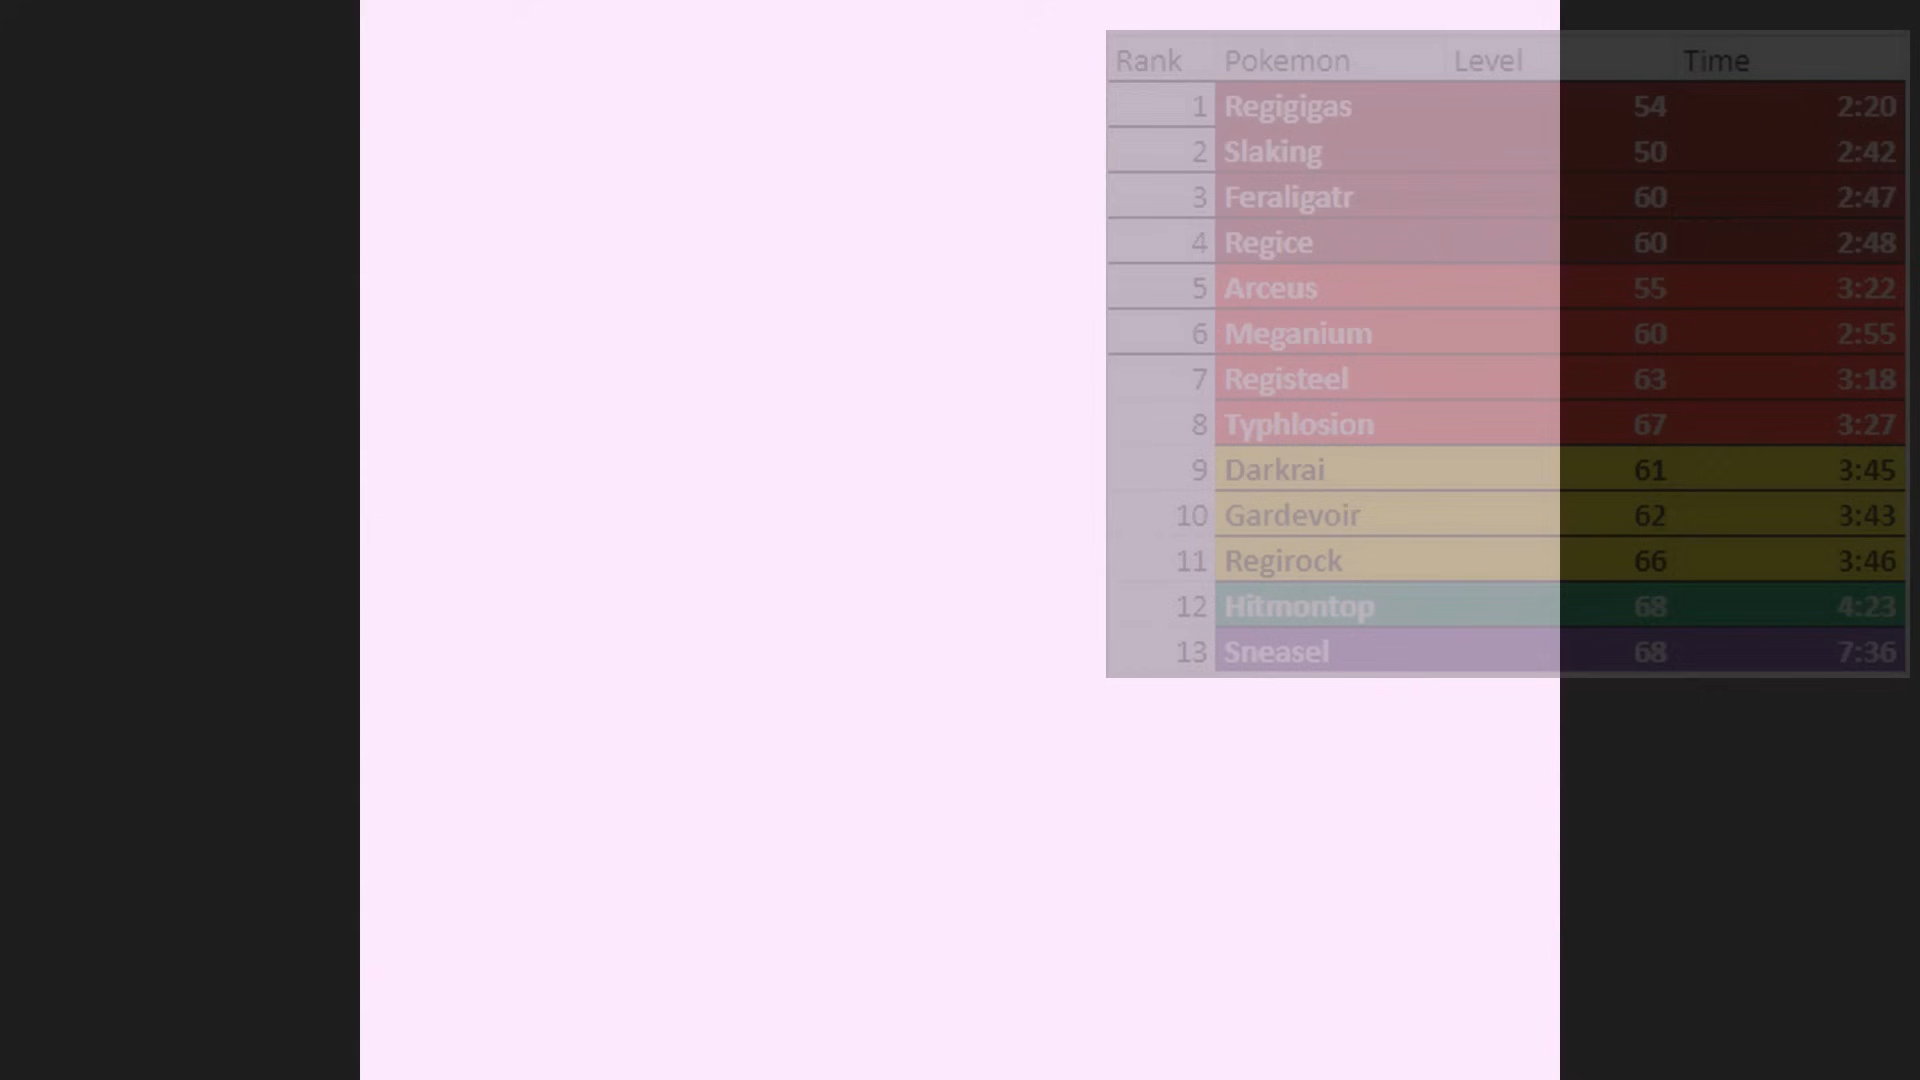 Rank Pokemon Level Time
1 Regigigas 54 2:20
2 Slaking 50 2:42
3 Feraligatr 60 2:47
4 Regice 60 2:48
5 Arceus 55 3:22
6 Meganium 60 2:55
7 Registeel 63 3:18
8 Typhlosion 67 3:27
9 Darkrai 61 3:45
10 Gardevoir 62 3:43
11 Regirock 66 3:46
12 Hitmontop 68 4:23
13 Sneasel 68 7:36